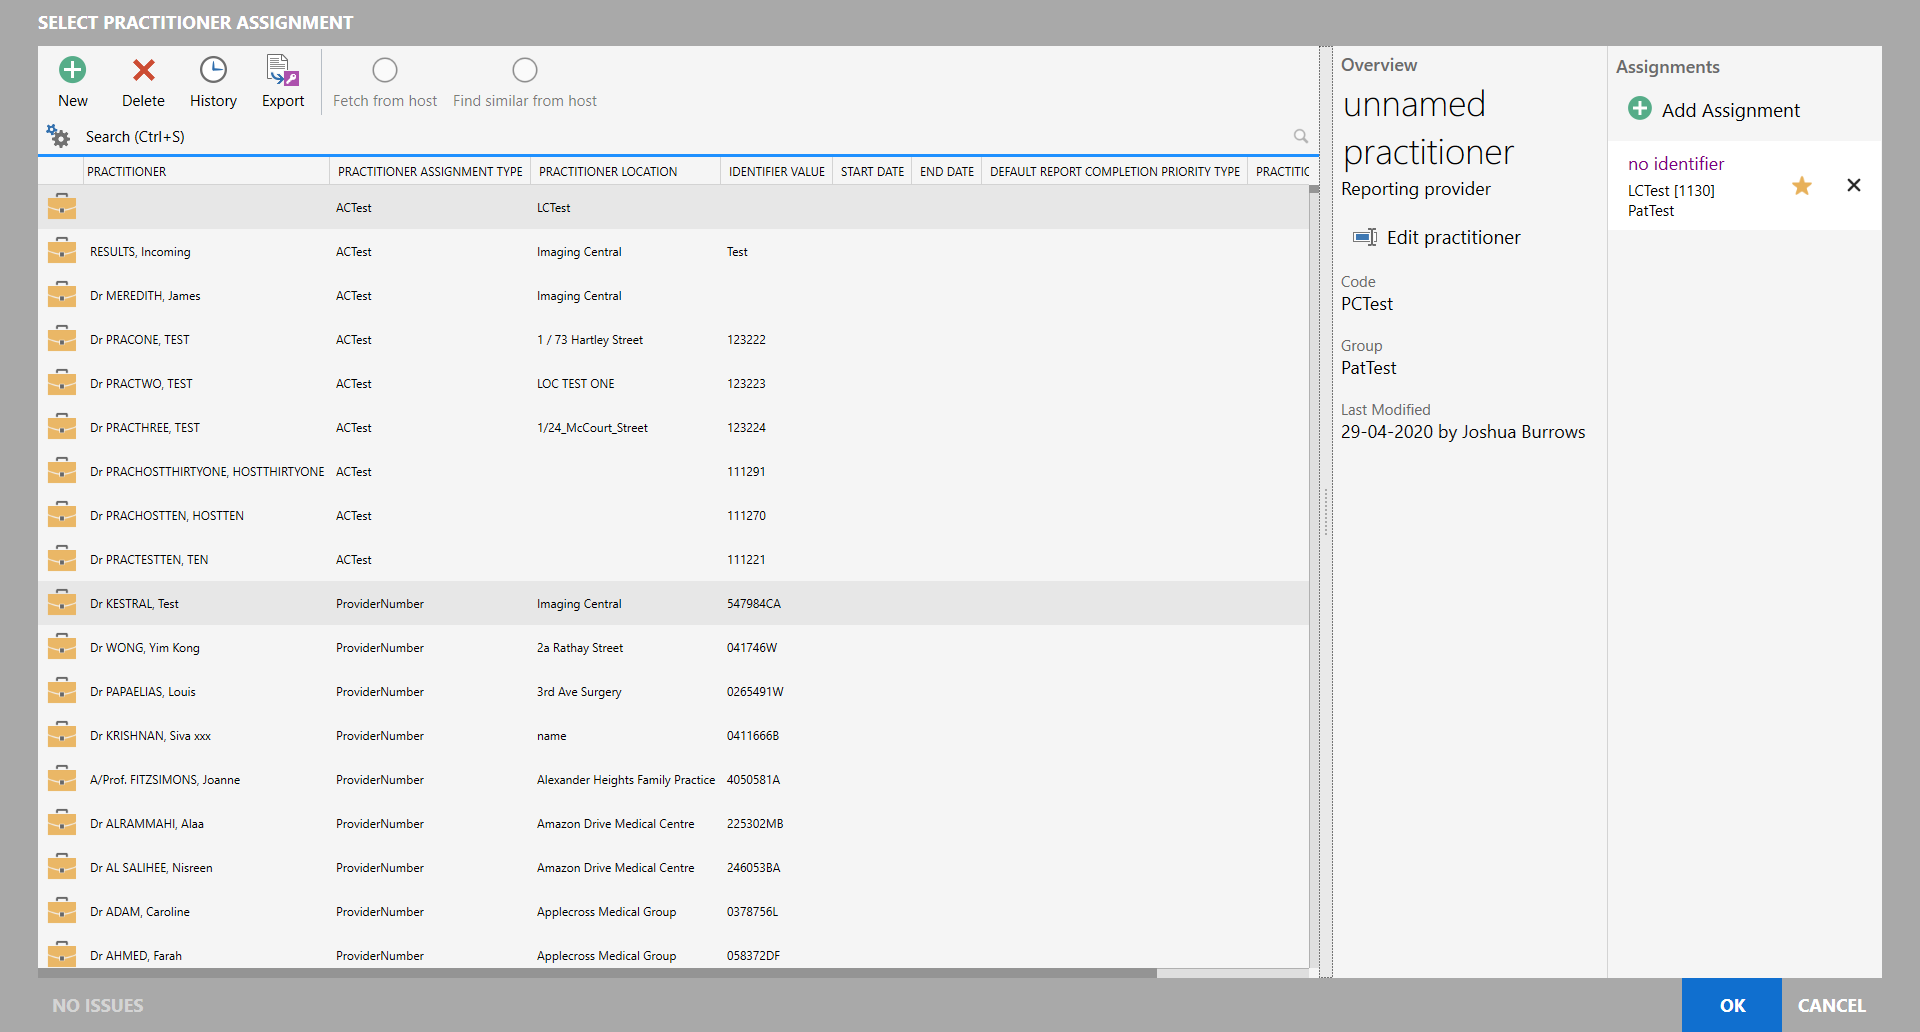 SELECT PRACTITIONER ASSIGNMENT
New Delete History Export Fetch from host Find similar from host
Search (Ctrl+S)
PRACTITIONER PRACTITIONER ASSIGNMENT TYPE PRACTITIONER LOCATION IDENTIFIER VALUE START DATE END DATE DEFAULT REPORT COMPLETION PRIORITY TYPE PRACTITIC
ACTest LCTest
RESULTS, Incoming ACTest Imaging Central Test
Dr MEREDITH, James ACTest Imaging Central
Dr PRACONE, TEST ACTest 1 / 73 Hartley Street 123222
Dr PRACTWO, TEST ACTest LOC TEST ONE 123223
Dr PRACTHREE, TEST ACTest 1/24_McCourt_Street 123224
Dr PRACHOSTTHIRTYONE, HOSTTHIRTYONE ACTest 111291
Dr PRACHOSTTEN, HOSTTEN ACTest 111270
Dr PRACTESTTEN, TEN ACTest 111221
Dr KESTRAL, Test ProviderNumber Imaging Central 547984CA
Dr WONG, Yim Kong ProviderNumber 2a Rathay Street 041746W
Dr PAPAELIAS, Louis ProviderNumber 3rd Ave Surgery 0265491W
Dr KRISHNAN, Siva xxx ProviderNumber name 0411666B
A/Prof. FITZSIMONS, Joanne ProviderNumber Alexander Heights Family Practice 4050581A
Dr ALRAMMAHI, Alaa ProviderNumber Amazon Drive Medical Centre 225302MB
Dr AL SALIHEE, Nisreen ProviderNumber Amazon Drive Medical Centre 246053BA
Dr ADAM, Caroline ProviderNumber Applecross Medical Group 0378756L
Dr AHMED, Farah ProviderNumber Applecross Medical Group 058372DF
Overview
unnamed
practitioner
Reporting provider
Edit practitioner
Code
PCTest
Group
PatTest
Last Modified
29-04-2020 by Joshua Burrows
Assignments
Add Assignment
no identifier
LCTest [1130]
PatTest
NO ISSUES
OK CANCEL